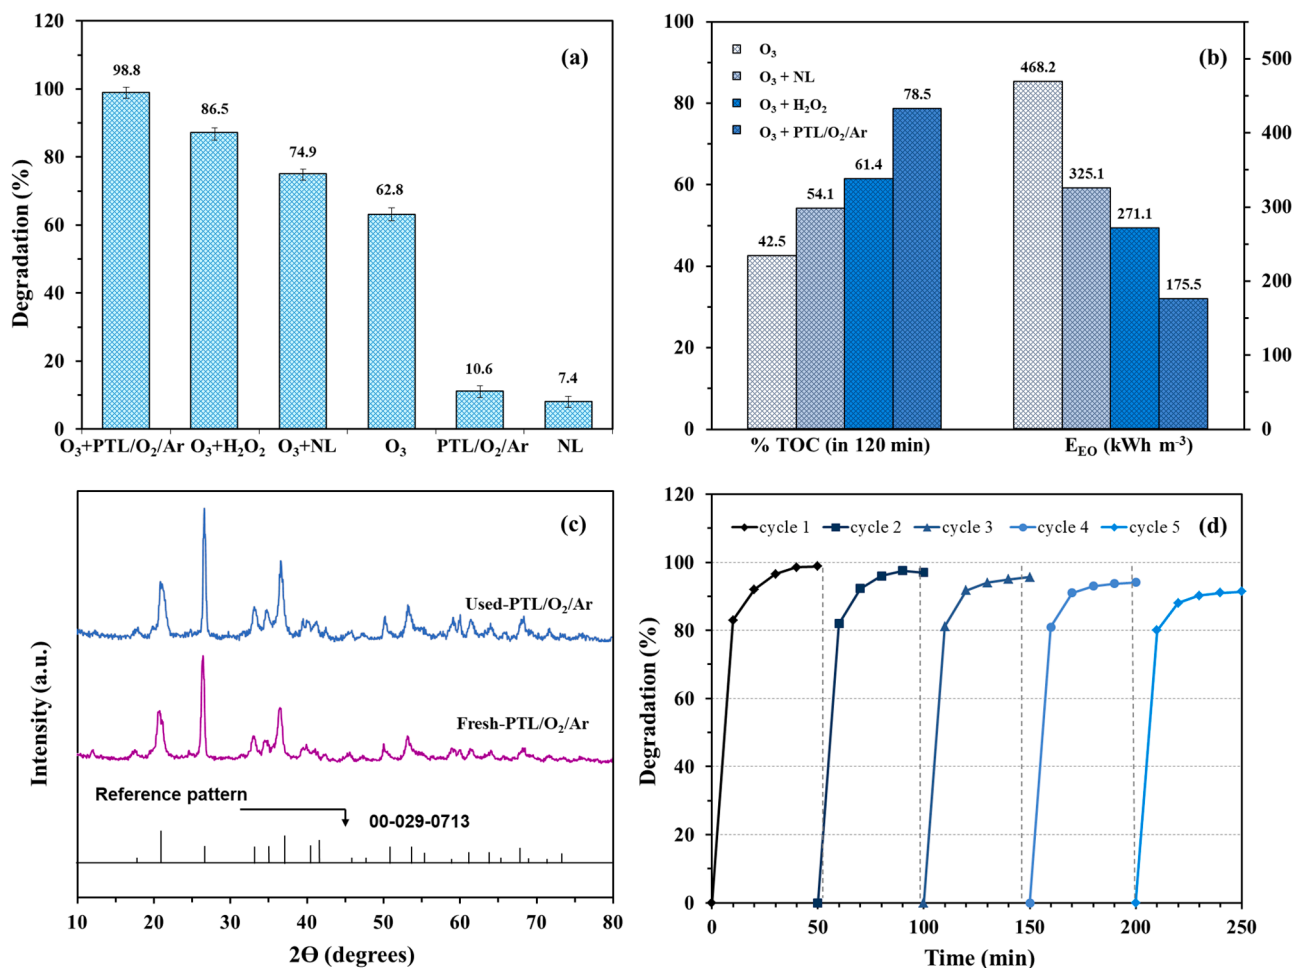 (a)
Degradation (%)
120
100
80
60
40
20
0
98.8
86.5
74.9
62.8
10.6
7.4
O₃+PTL/O₂/Ar O₃+H₂O₂ O₃+NL O₃ PTL/O₂/Ar NL
(b)
100
80
60
40
20
0
O₃
O₃ + NL
O₃ + H₂O₂
O₃ + PTL/O₂/Ar
42.5
54.1
61.4
78.5
468.2
325.1
271.1
175.5
500
400
300
200
100
0
% TOC (in 120 min) E_EO (kWh m⁻³)
(c)
Intensity (a.u.)
Used-PTL/O₂/Ar
Fresh-PTL/O₂/Ar
Reference pattern
00-029-0713
10 20 30 40 50 60 70 80
2Ɵ (degrees)
(d)
cycle 1 cycle 2 cycle 3 cycle 4 cycle 5
Degradation (%)
120
100
80
60
40
20
0
0 50 100 150 200 250
Time (min)